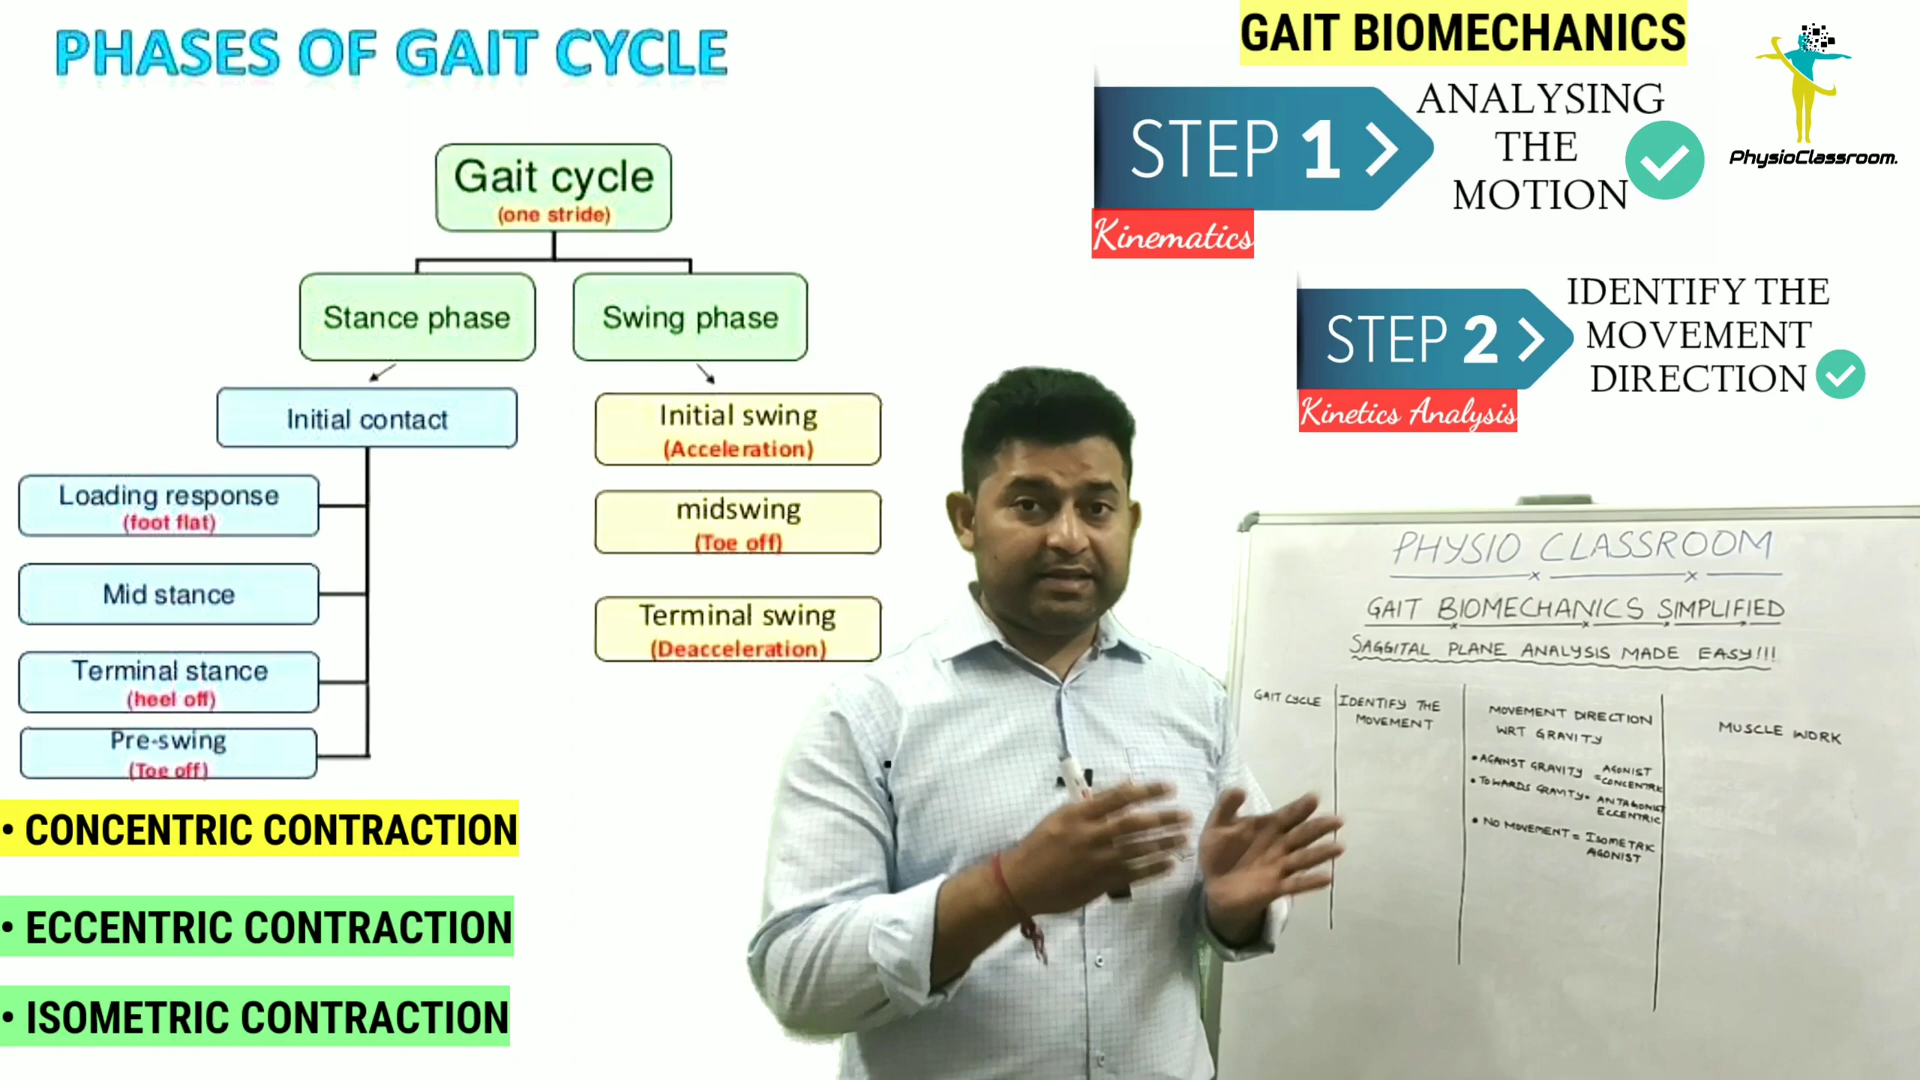 PHASES OF GAIT CYCLE
Gait cycle
(one stride)
Stance phase
Swing phase
Initial contact
Loading response
(foot flat)
Mid stance
Terminal stance
(heel off)
Pre-swing
(Toe off)
Initial swing
(Acceleration)
midswing
(Toe off)
Terminal swing
(Deacceleration)
• CONCENTRIC CONTRACTION
• ECCENTRIC CONTRACTION
• ISOMETRIC CONTRACTION
GAIT BIOMECHANICS
STEP 1 >
ANALYSING
THE
MOTION
Kinematics
PhysioClassroom.
STEP 2 >
IDENTIFY THE
MOVEMENT
DIRECTION
Kinetics Analysis
PHYSIO CLASSROOM
GAIT BIOMECHANICS SIMPLIFIED
SAGGITAL PLANE ANALYSIS MADE EASY!!!
GAIT CYCLE
IDENTIFY THE
MOVEMENT
MOVEMENT DIRECTION
WRT GRAVITY
• AGAINST GRAVITY = AGONIST
CONCENTRIC
• TOWARDS GRAVITY = ANTAGONIST
ECCENTRIC
• NO MOVEMENT = ISOMETRIC
AGONIST
MUSCLE WORK